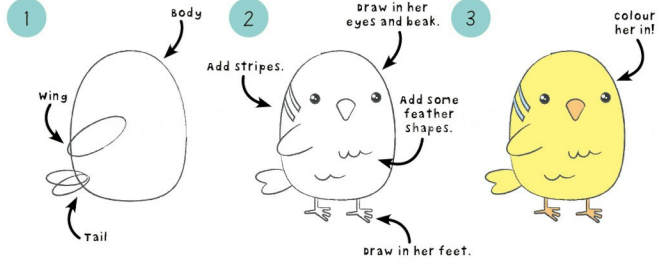 1
Body
Wing
Tail
2
Draw in her
eyes and beak.
Add stripes.
Add some
feather
shapes.
Draw in her feet.
3
Colour
her in!